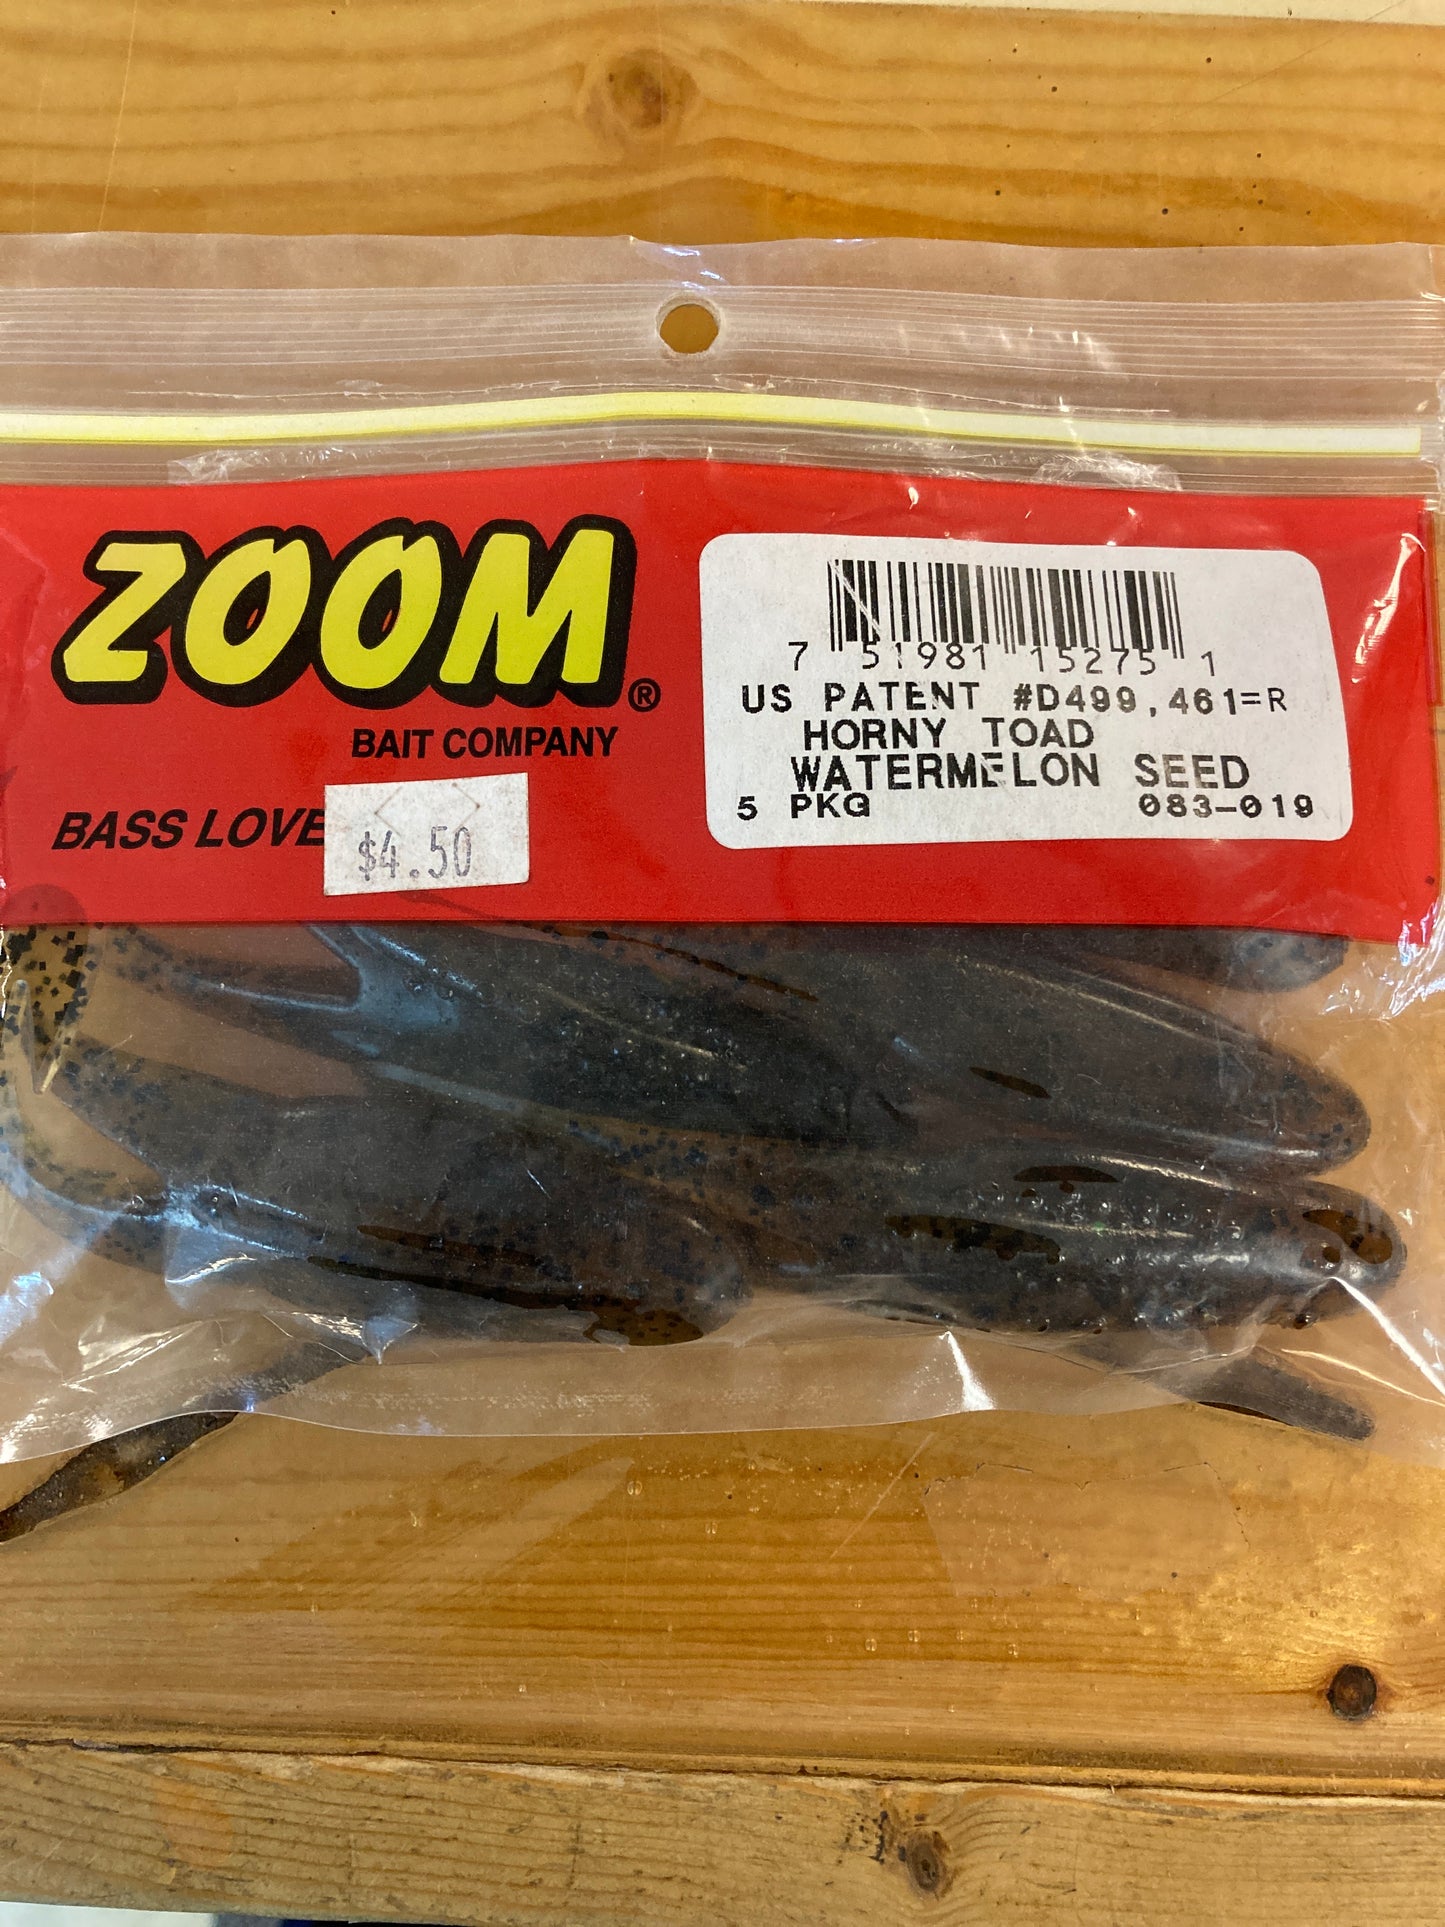 ZOOM®
BAIT COMPANY
BASS LOVE
$4.50
7 51981 15275 1
US PATENT #D499,461=R
HORNY TOAD
WATERMELON SEED
5 PKG 083-019